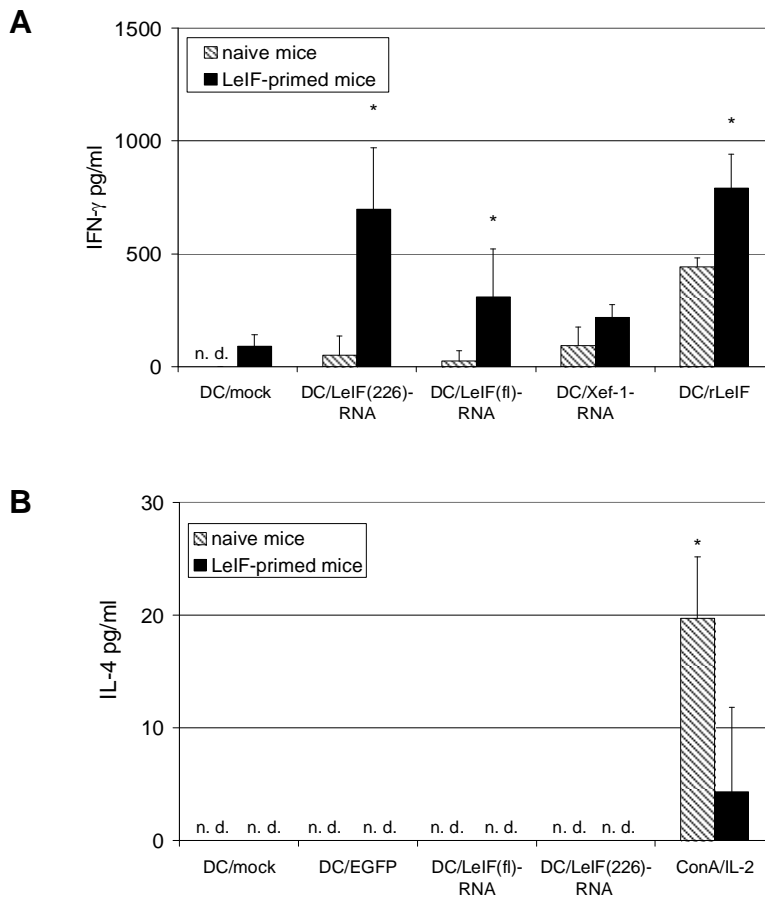 A
1500
naive mice
LeIF-primed mice
*
*
1000
*
IFN-γ pg/ml
500
n. d.
0
DC/mock DC/LeIF(226)- DC/LeIF(fl)- DC/Xef-1- DC/rLeIF
RNA RNA RNA
B
30
naive mice
*
LeIF-primed mice
20
IL-4 pg/ml
10
n. d. n. d. n. d. n. d. n. d. n. d. n. d. n. d.
0
DC/mock DC/EGFP DC/LeIF(fl)- DC/LeIF(226)- ConA/IL-2
RNA RNA